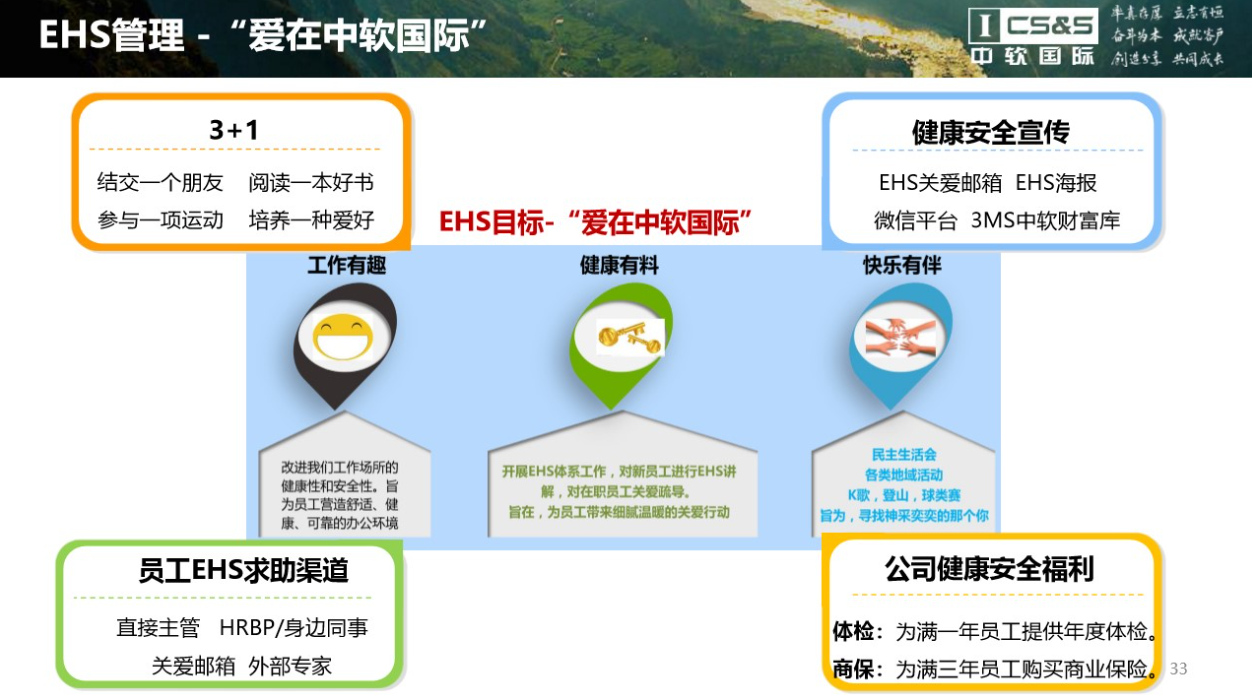 EHS管理 -“爱在中软国际”
I CS&S
中软国际
率真存厚 立志有恒
奋斗为本 成就客户
创造分享 共同成长
3+1
结交一个朋友 阅读一本好书
参与一项运动 培养一种爱好
健康安全宣传
EHS关爱邮箱 EHS海报
微信平台 3MS中软财富库
EHS目标-“爱在中软国际”
工作有趣
改进我们工作场所的
健康性和安全性。旨
为员工营造舒适、健
康、可靠的办公环境
健康有料
开展EHS体系工作，对新员工进行EHS讲
解，对在职员工关爱疏导。
旨在，为员工带来细腻温暖的关爱行动
快乐有伴
民主生活会
各类地域活动
K歌，登山，球类赛
旨为，寻找神采奕奕的那个你
员工EHS求助渠道
直接主管 HRBP/身边同事
关爱邮箱 外部专家
公司健康安全福利
体检：为满一年员工提供年度体检。
商保：为满三年员工购买商业保险。
33